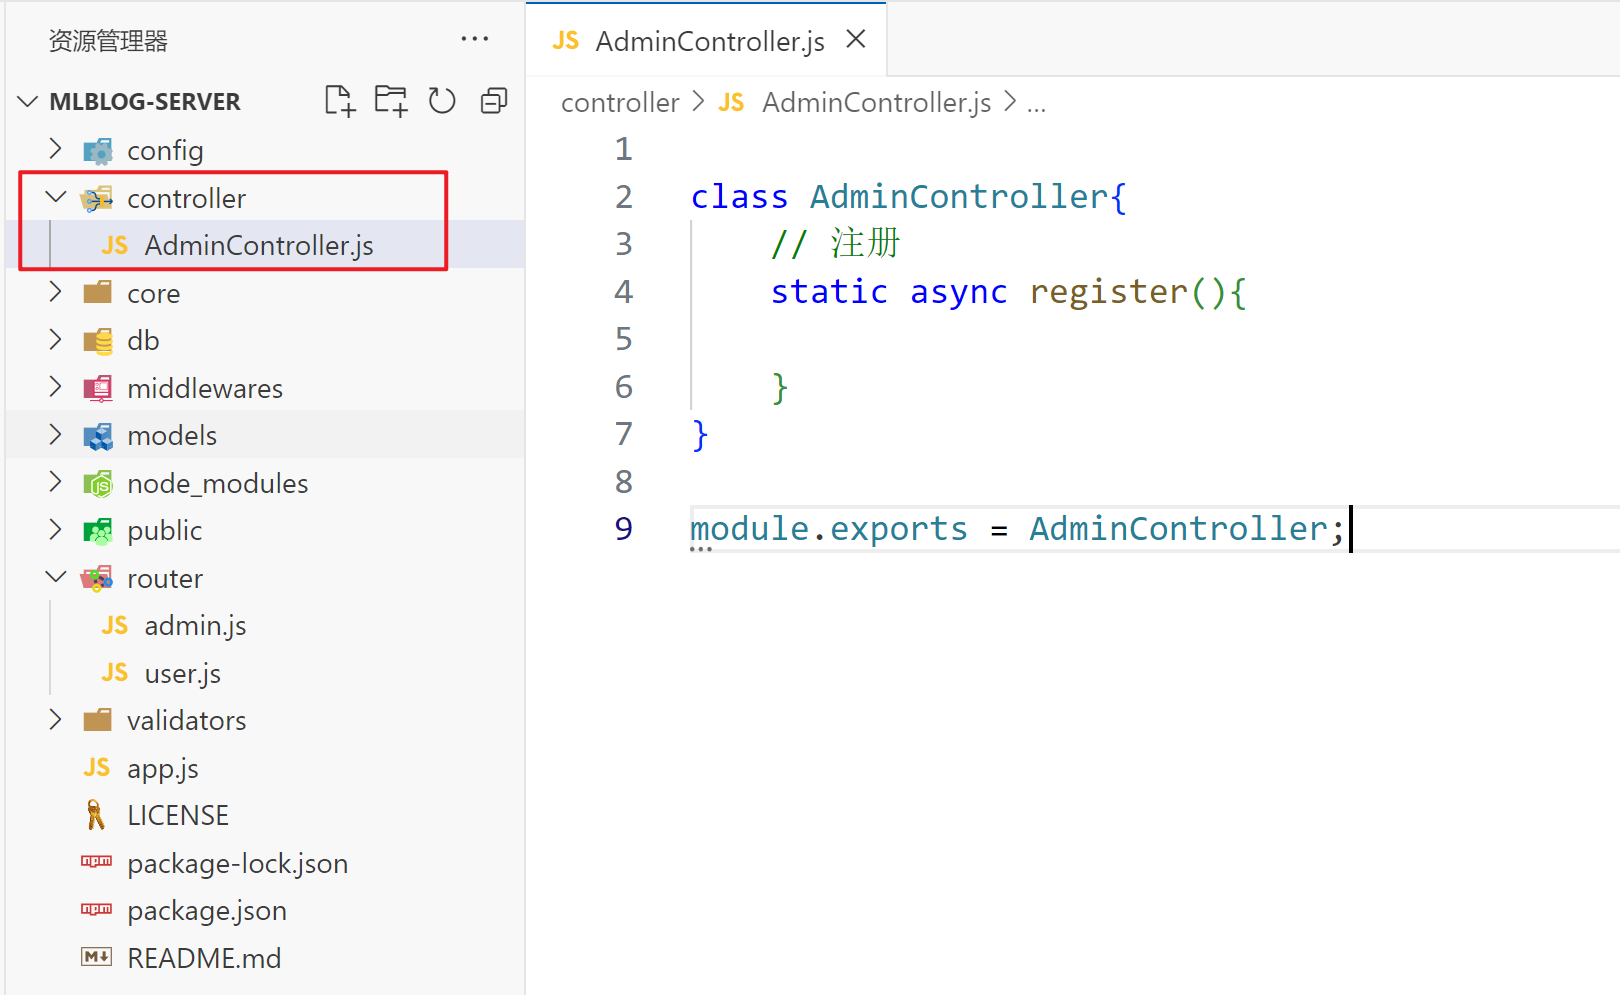 资源管理器
MLBLOG-SERVER
config
controller
JS AdminController.js
core
db
middlewares
models
node_modules
public
router
JS admin.js
JS user.js
validators
JS app.js
LICENSE
package-lock.json
package.json
README.md
JS AdminController.js
controller > JS AdminController.js > ...
1
2 class AdminController{
3 // 注册
4 static async register(){
5
6 }
7 }
8
9 module.exports = AdminController;